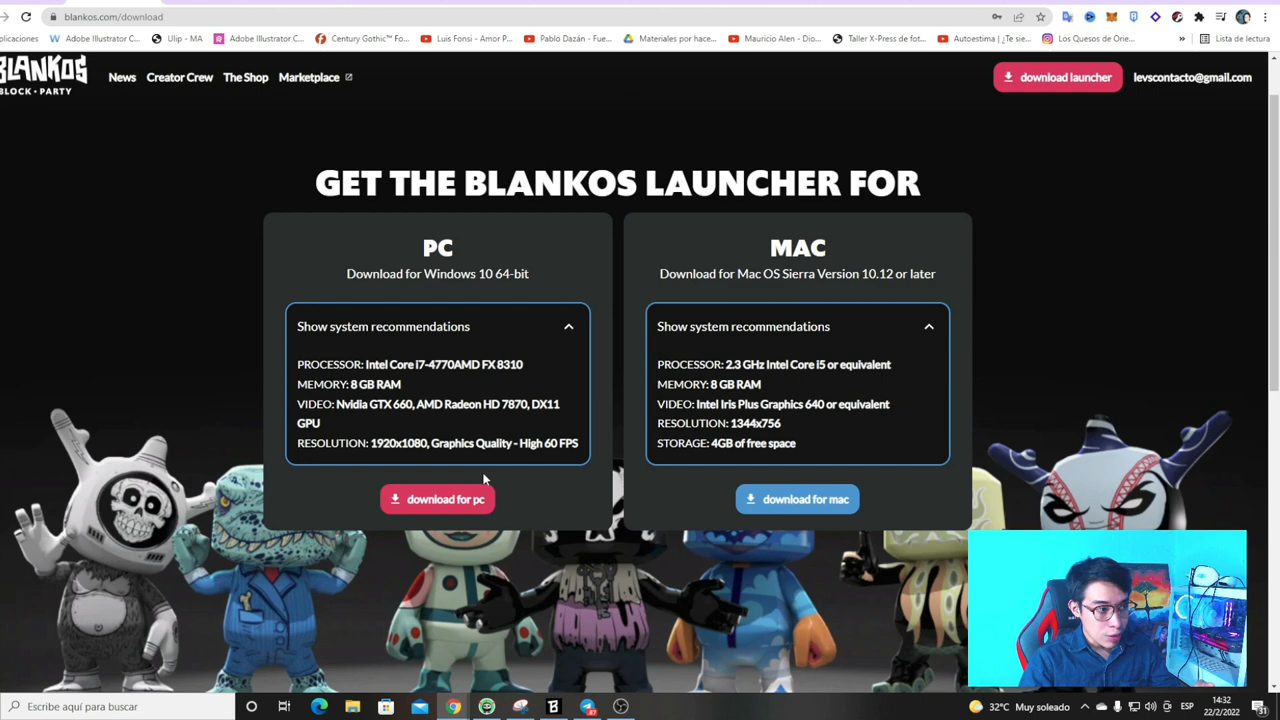 blankos.com/download
plicaciones
Adobe Illustrator C...
Ulip - MA
Adobe Illustrator C...
Century Gothic™ Fo...
Luis Fonsi - Amor P...
Pablo Dazán - Fue...
Materiales por hace...
Mauricio Alen - Dio...
Taller X-Press de fot...
Autoestima | ¿Te sie...
Los Quesos de Orie...
»
Lista de lectura
BLANKOS
BLOCK•PARTY
News
Creator Crew
The Shop
Marketplace
download launcher
levscontacto@gmail.com
GET THE BLANKOS LAUNCHER FOR
PC
Download for Windows 10 64-bit
Show system recommendations
PROCESSOR: Intel Core i7-4770AMD FX 8310
MEMORY: 8 GB RAM
VIDEO: Nvidia GTX 660, AMD Radeon HD 7870, DX11
GPU
RESOLUTION: 1920x1080, Graphics Quality - High 60 FPS
download for pc
MAC
Download for Mac OS Sierra Version 10.12 or later
Show system recommendations
PROCESSOR: 2.3 GHz Intel Core i5 or equivalent
MEMORY: 8 GB RAM
VIDEO: Intel Iris Plus Graphics 640 or equivalent
RESOLUTION: 1344x756
STORAGE: 4GB of free space
download for mac
Escribe aquí para buscar
32°C Muy soleado
ESP
14:32
22/2/2022